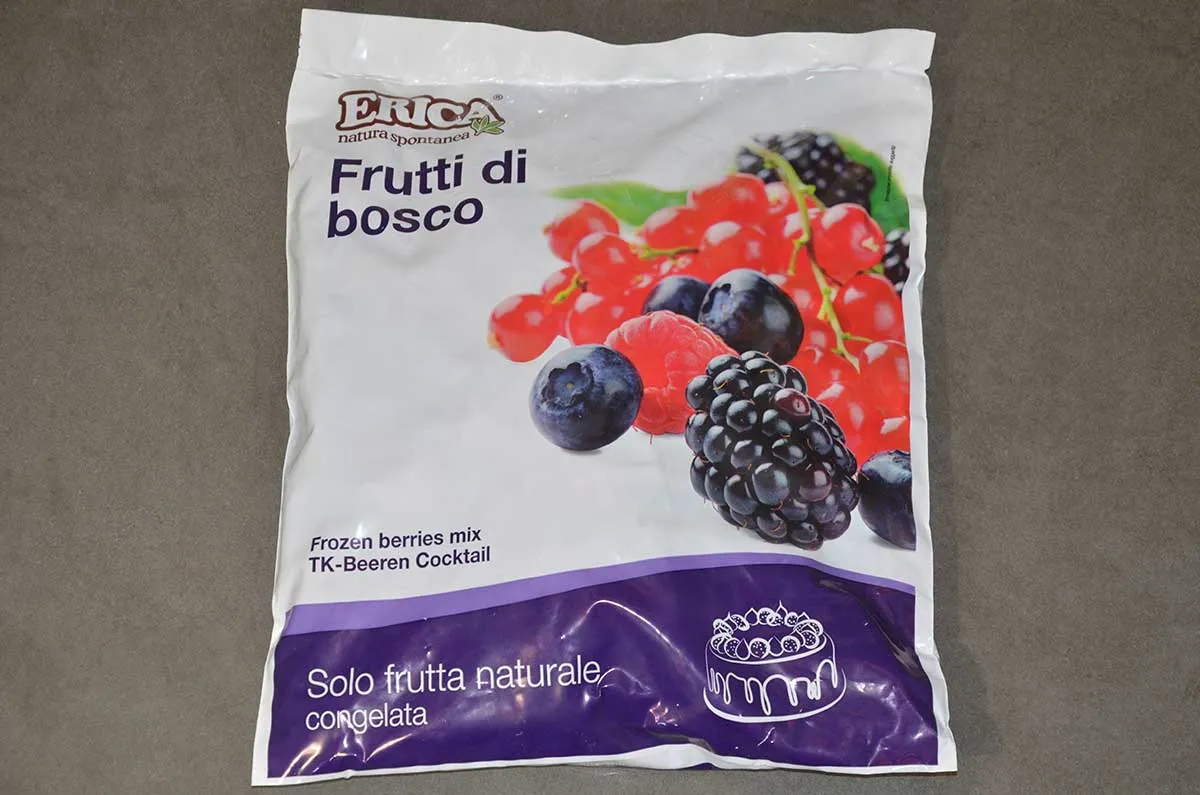 ERICA®
natura spontanea
Frutti di
bosco
Frozen berries mix
TK-Beeren Cocktail
Solo frutta naturale
congelata